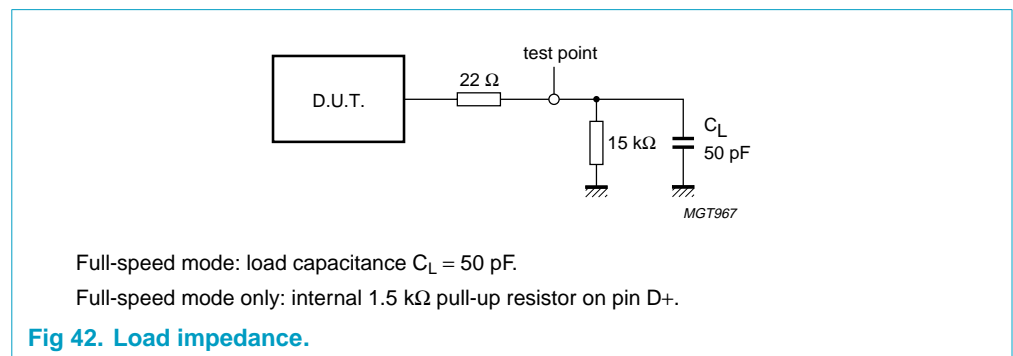 test point
22 Ω
D.U.T.
15 kΩ
C_L
50 pF
MGT967
Full-speed mode: load capacitance C_L = 50 pF.
Full-speed mode only: internal 1.5 kΩ pull-up resistor on pin D+.
Fig 42. Load impedance.